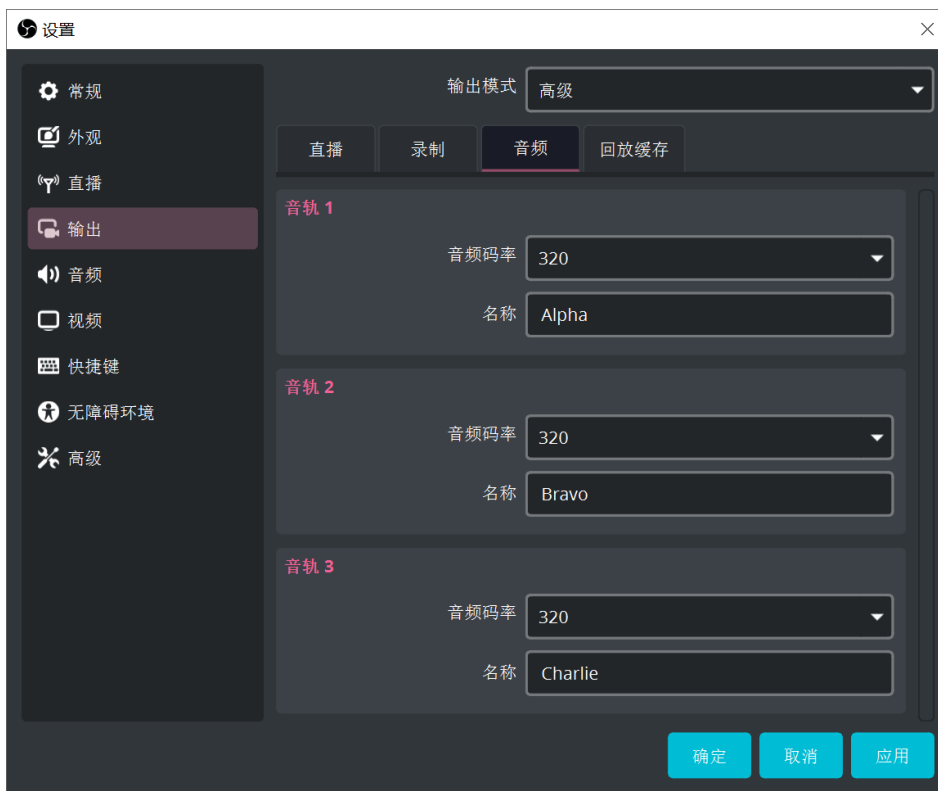 设置
常规
外观
直播
输出
音频
视频
快捷键
无障碍环境
高级
输出模式 高级
直播 录制 音频 回放缓存
音轨 1
音频码率 320
名称 Alpha
音轨 2
音频码率 320
名称 Bravo
音轨 3
音频码率 320
名称 Charlie
确定 取消 应用